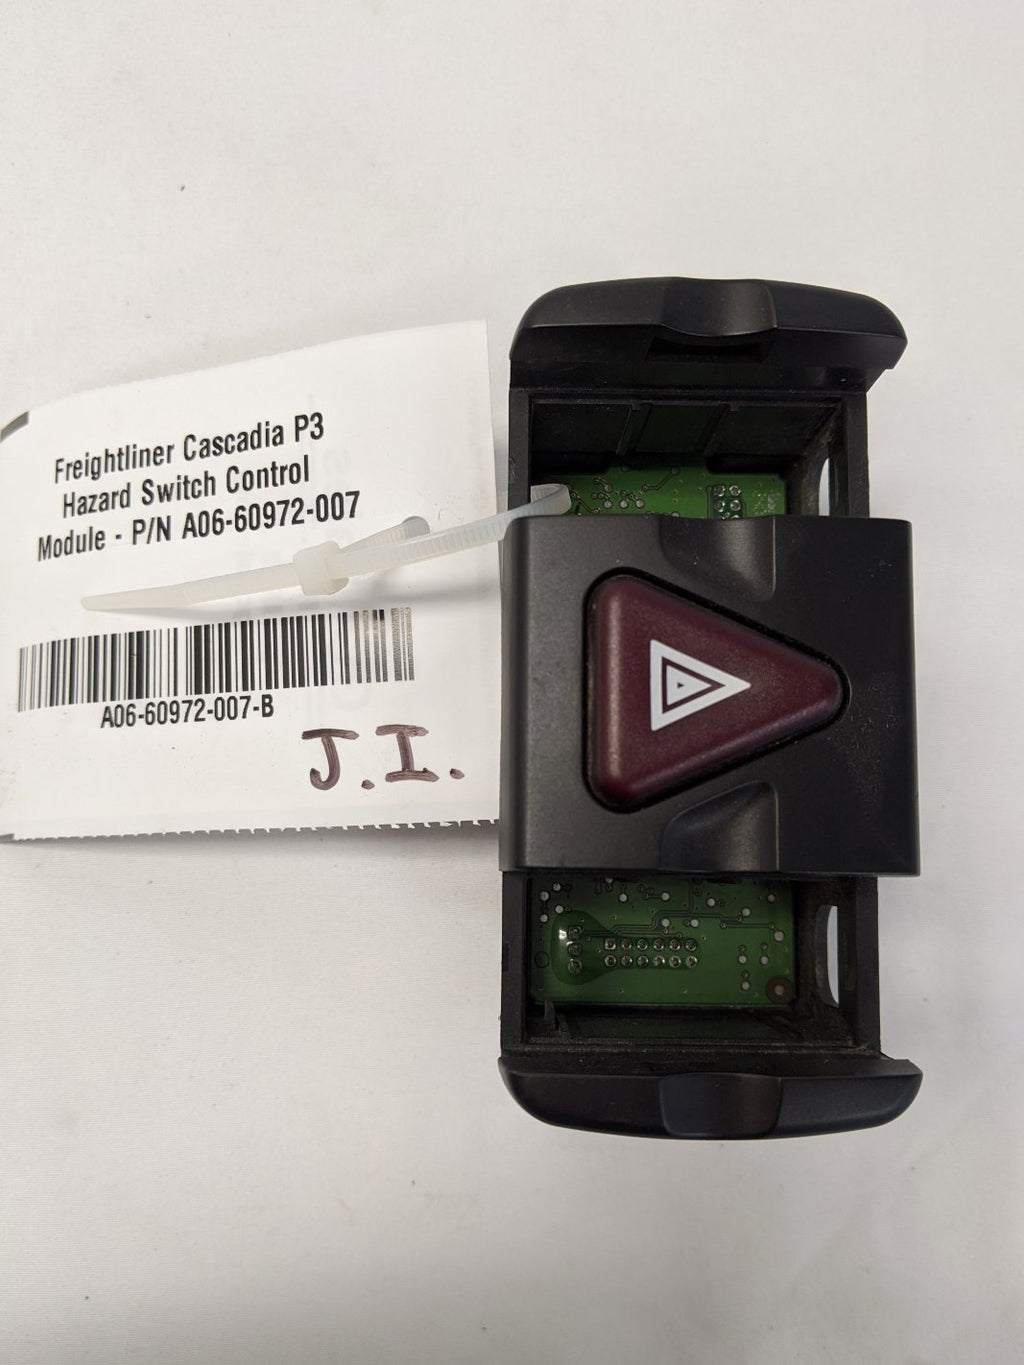 Freightliner Cascadia P3
Hazard Switch Control
Module - P/N A06-60972-007
A06-60972-007-B
J.I.